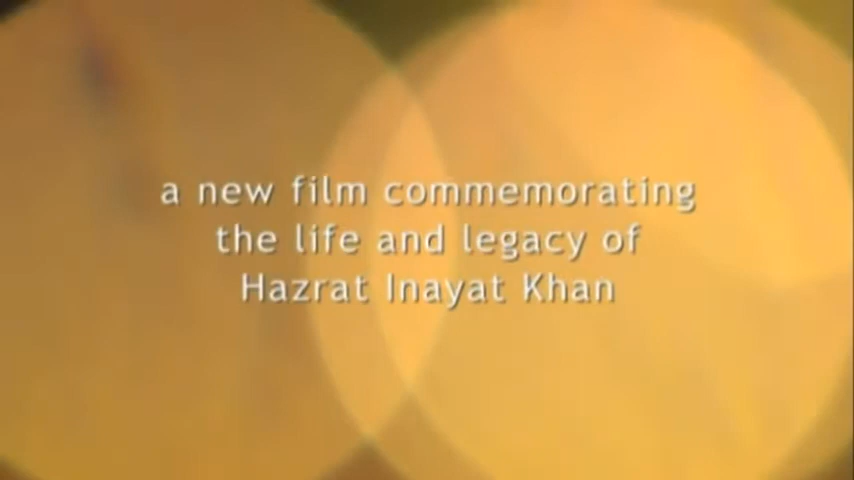 a new film commemorating
the life and legacy of
Hazrat Inayat Khan